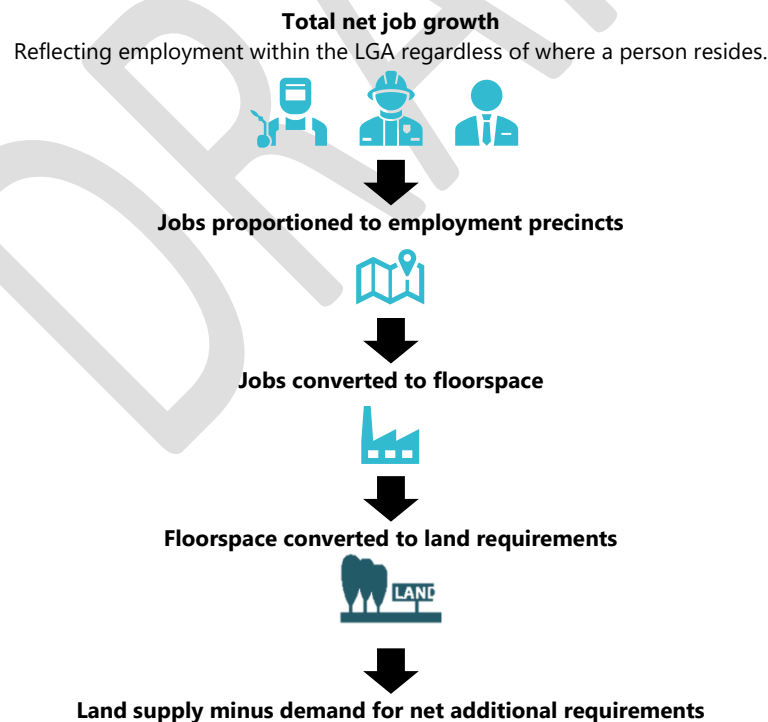 Total net job growth
Reflecting employment within the LGA regardless of where a person resides.
Jobs proportioned to employment precincts
Jobs converted to floorspace
Floorspace converted to land requirements
LAND
Land supply minus demand for net additional requirements